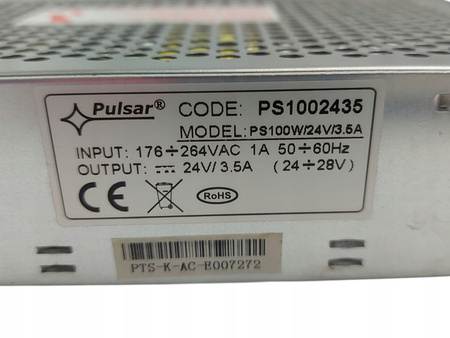 Pulsar® CODE: PS1002435
MODEL: PS100W/24V/3.5A
INPUT: 176÷264VAC 1A 50÷60Hz
OUTPUT: ⎓ 24V/3.5A (24÷28V)
CE RoHS
PTS-K-AC-E007272